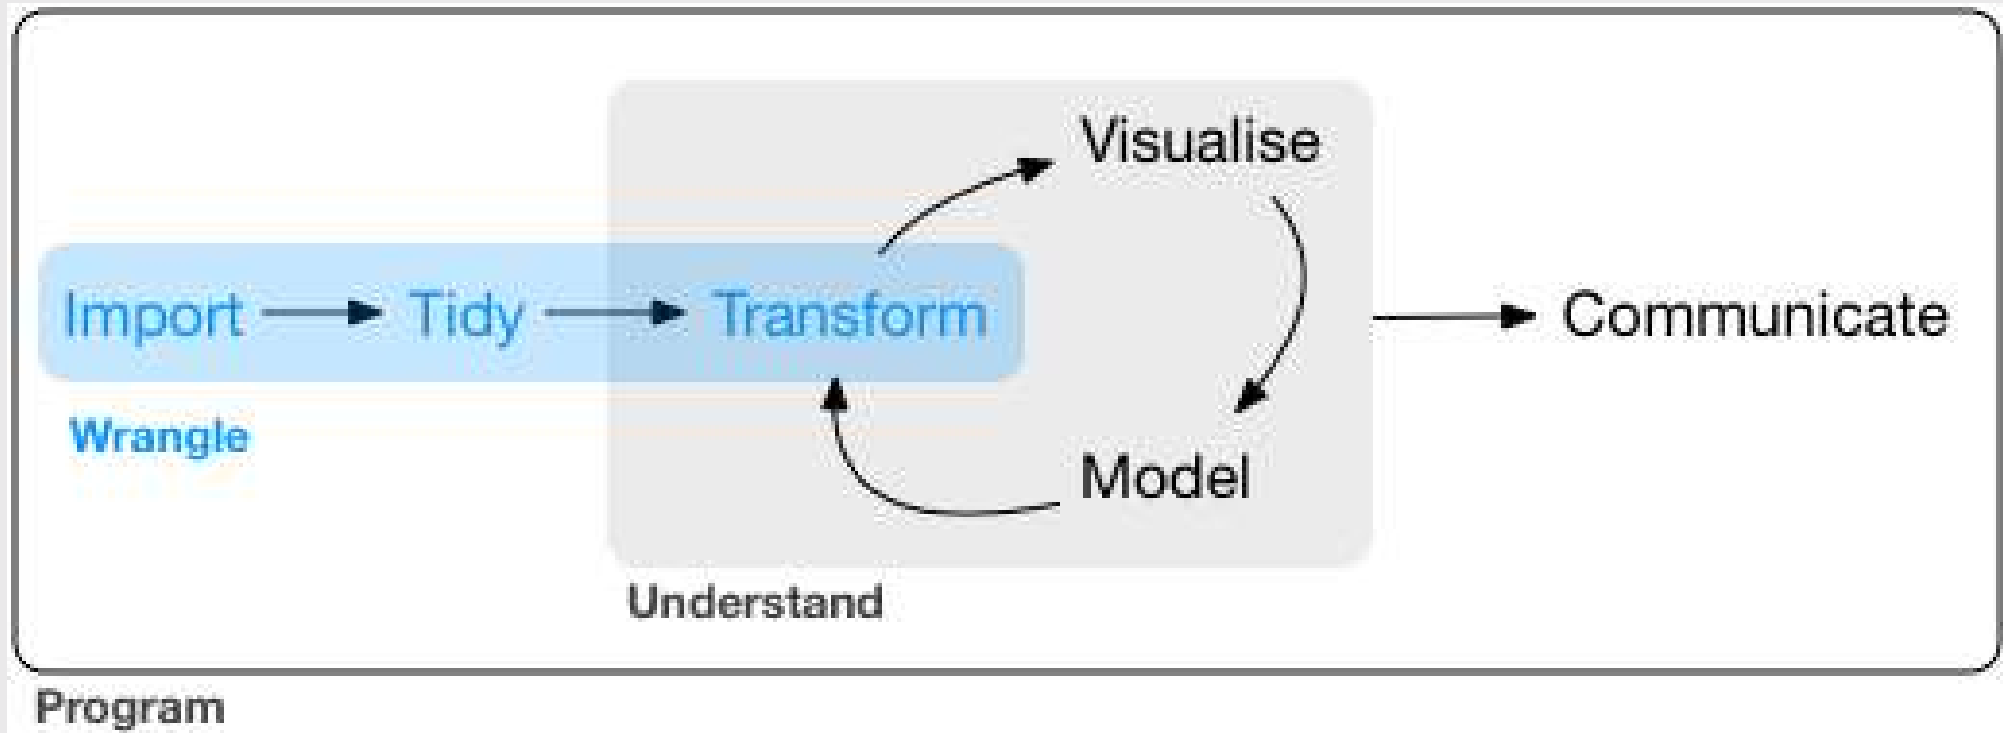 Visualise
Import Tidy Transform Communicate
Wrangle
Model
Understand
Program